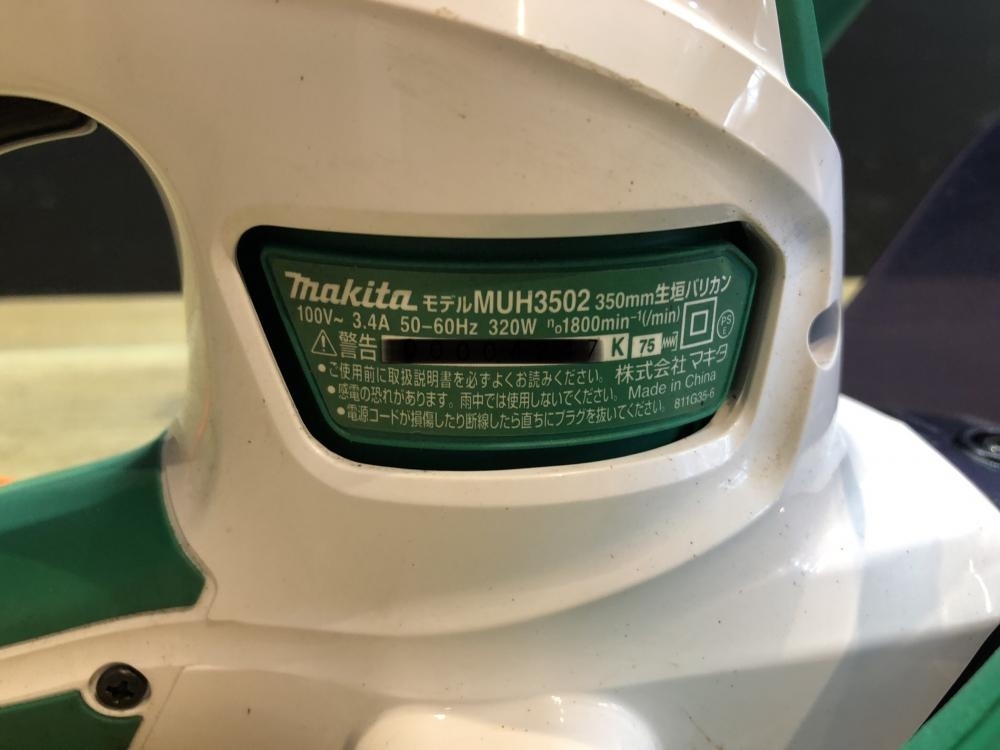 makita モデルMUH3502 350mm生垣バリカン
100V~ 3.4A 50-60Hz 320W n₀1800min⁻¹(/min)
PS E
⚠警告 K 75
・ご使用前に取扱説明書を必ずよくお読みください。 株式会社 マキタ
・感電の恐れがあります。雨中では使用しないでください。 Made in China
・電源コードが損傷したり断線したら直ちにプラグを抜いてください。 811G35-6